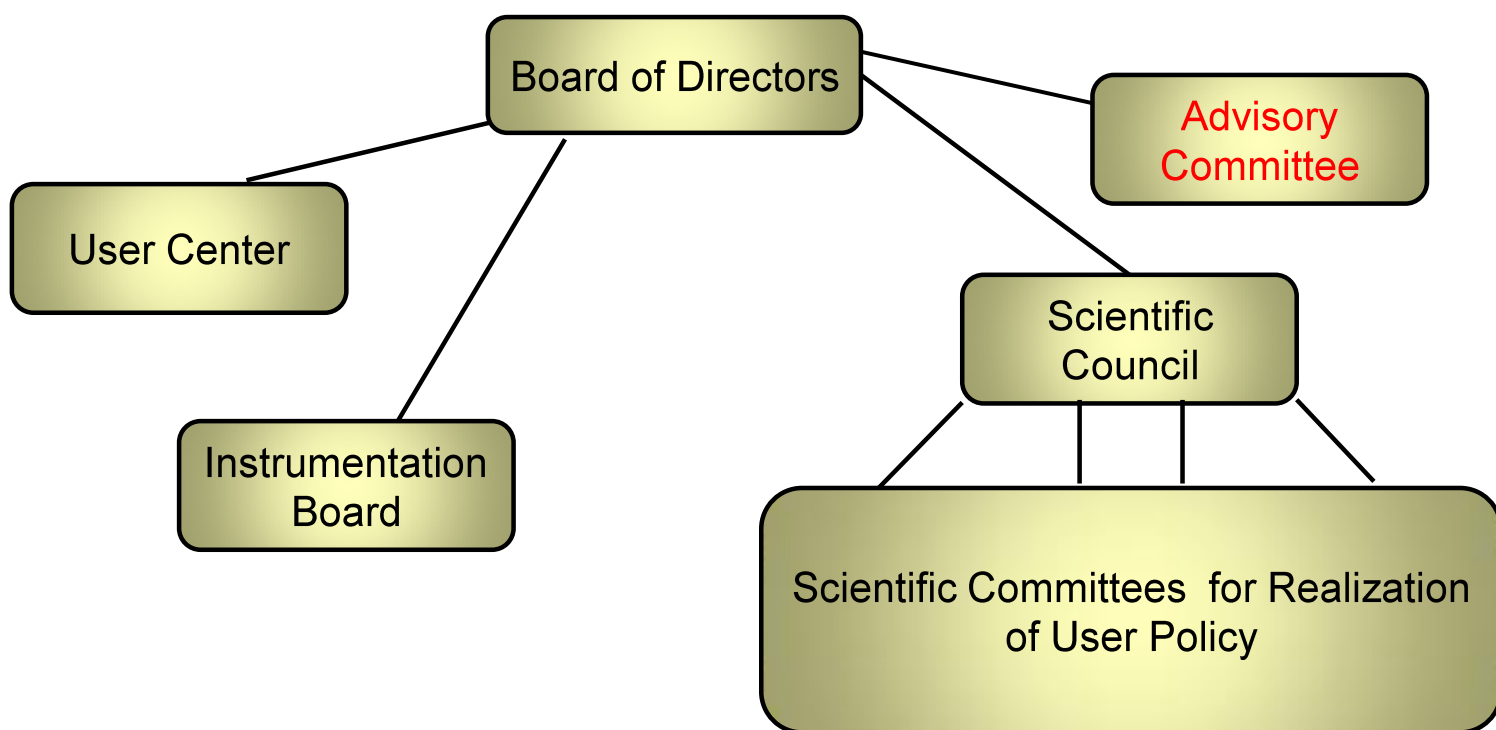 Board of Directors
Advisory
Committee
User Center
Scientific
Council
Instrumentation
Board
Scientific Committees  for Realization
of User Policy